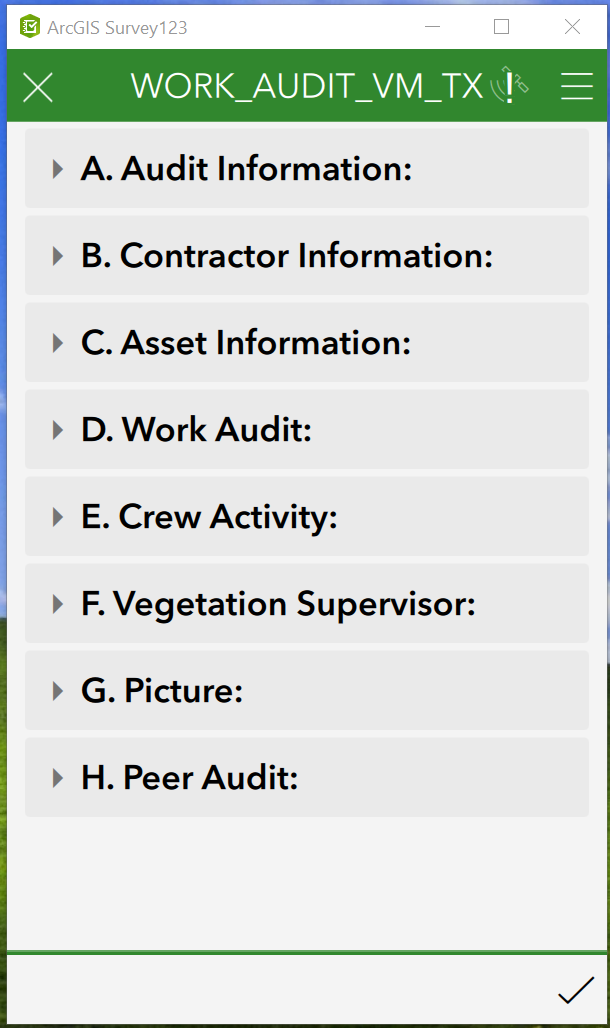 ArcGIS Survey123
WORK_AUDIT_VM_TX
A. Audit Information:
B. Contractor Information:
C. Asset Information:
D. Work Audit:
E. Crew Activity:
F. Vegetation Supervisor:
G. Picture:
H. Peer Audit: